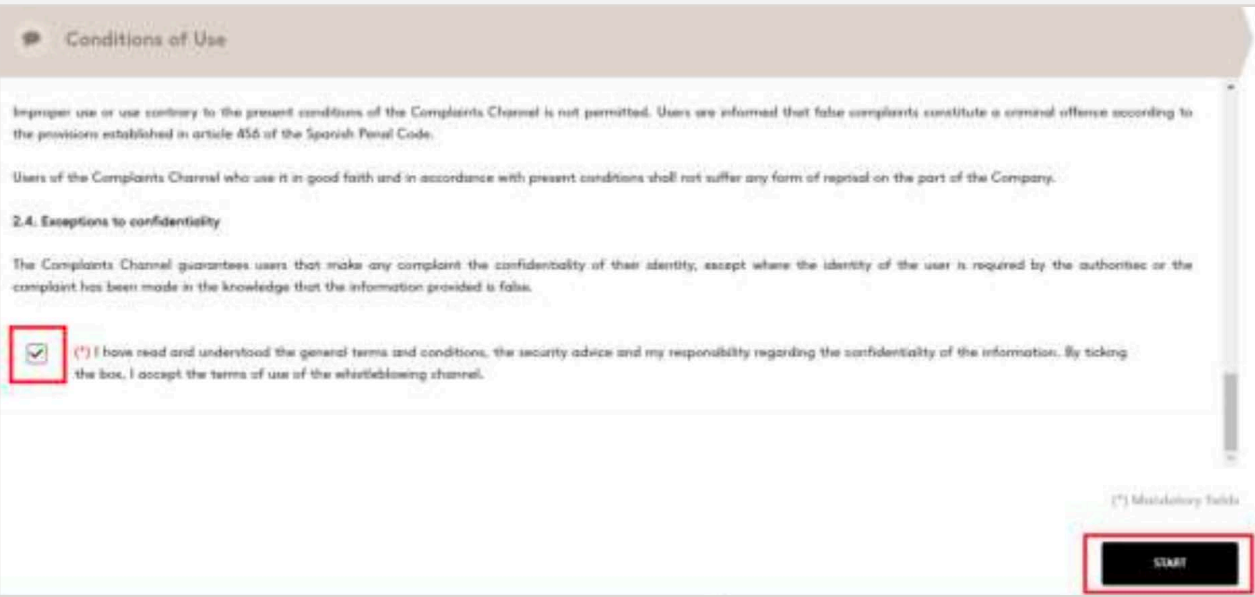 Conditions of Use
Improper use or use contrary to the present conditions of the Complaints Channel is not permitted. Users are informed that false complaints constitute a criminal offence according to
the provisions established in article 456 of the Spanish Penal Code.
Users of the Complaints Channel who use it in good faith and in accordance with present conditions shall not suffer any form of reprisal on the part of the Company.
2.4. Exceptions to confidentiality
The Complaints Channel guarantees users that make any complaint the confidentiality of their identity, except where the identity of the user is required by the authorities or the
complaint has been made in the knowledge that the information provided is false.
(*) I have read and understood the general terms and conditions, the security advice and my responsibility regarding the confidentiality of the information. By ticking
the box, I accept the terms of use of the whistleblowing channel.
(*) Mandatory fields
START